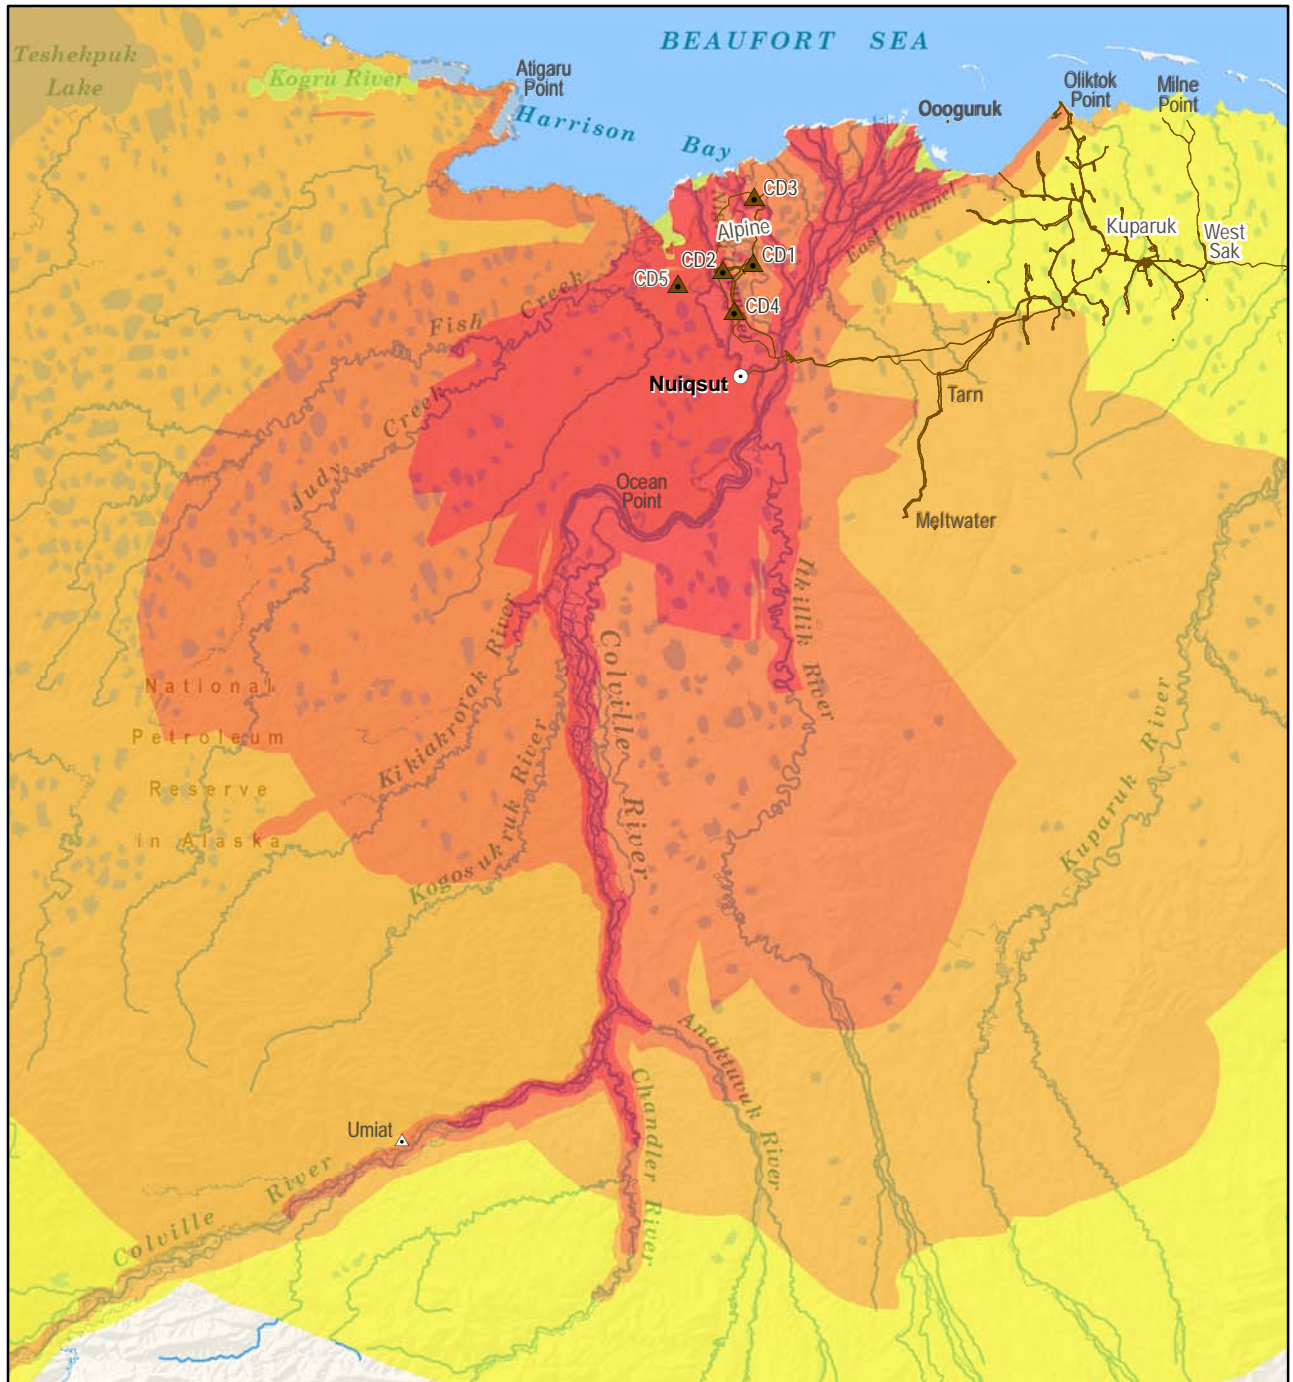 BEAUFORT SEA
Teshekpuk
Lake
Kogru River
Atigaru
Point
Harrison Bay
Oooguruk
Oliktok
Point
Milne
Point
CD3
Alpine
East Channel
Kuparuk
West
Sak
CD2
CD1
CD5
CD4
Fish Creek
Nuiqsut
Tarn
Judy Creek
Ocean
Point
Meltwater
Itkillik River
Colville River
Kikiakrorak River
National
Petroleum
Reserve
in Alaska
Kogosukruk River
Kuparuk River
Anaktuvuk River
Chandler River
Umiat
Colville River